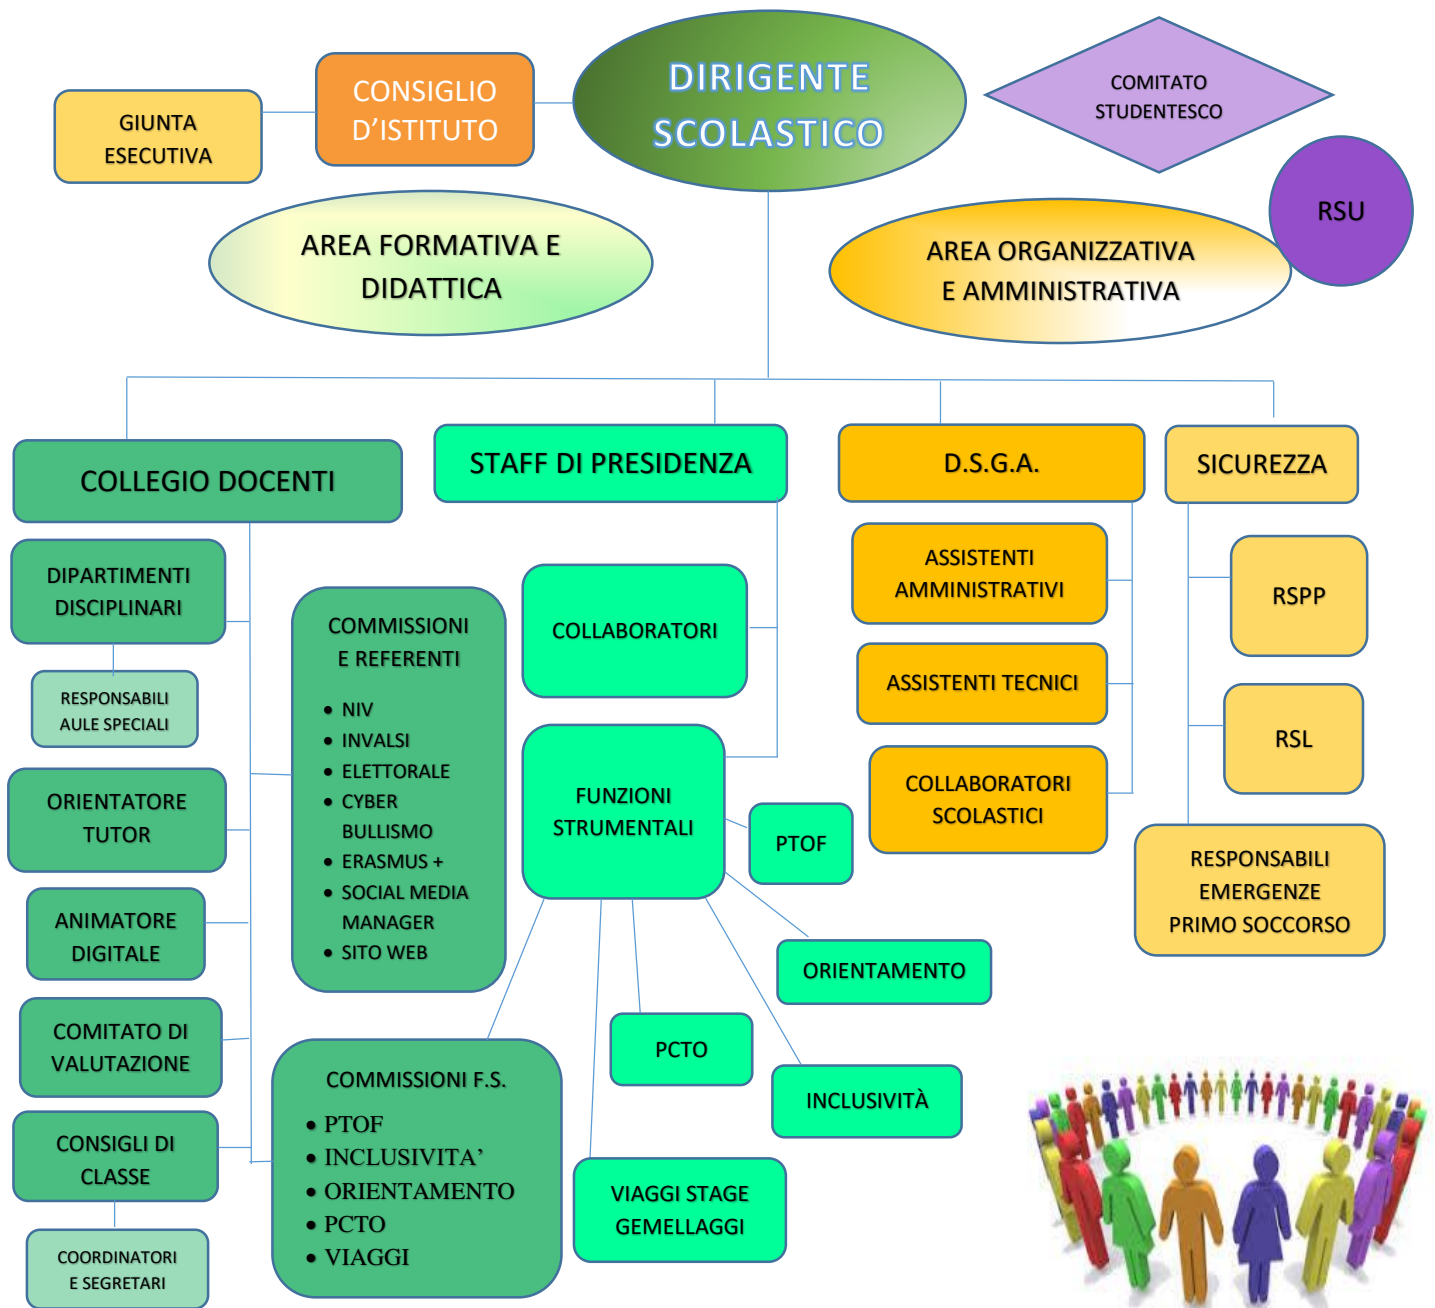 DIRIGENTE
SCOLASTICO
CONSIGLIO
D'ISTITUTO
GIUNTA
ESECUTIVA
COMITATO
STUDENTESCO
RSU
AREA FORMATIVA E
DIDATTICA
AREA ORGANIZZATIVA
E AMMINISTRATIVA
COLLEGIO DOCENTI
STAFF DI PRESIDENZA
D.S.G.A.
SICUREZZA
DIPARTIMENTI
DISCIPLINARI
RESPONSABILI
AULE SPECIALI
ORIENTATORE
TUTOR
ANIMATORE
DIGITALE
COMITATO DI
VALUTAZIONE
CONSIGLI DI
CLASSE
COORDINATORI
E SEGRETARI
COMMISSIONI
E REFERENTI
• NIV
• INVALSI
• ELETTORALE
• CYBER
BULLISMO
• ERASMUS +
• SOCIAL MEDIA
MANAGER
• SITO WEB
COMMISSIONI F.S.
• PTOF
• INCLUSIVITA’
• ORIENTAMENTO
• PCTO
• VIAGGI
COLLABORATORI
FUNZIONI
STRUMENTALI
PTOF
ORIENTAMENTO
PCTO
INCLUSIVITÀ
VIAGGI STAGE
GEMELLAGGI
ASSISTENTI
AMMINISTRATIVI
ASSISTENTI TECNICI
COLLABORATORI
SCOLASTICI
RSPP
RSL
RESPONSABILI
EMERGENZE
PRIMO SOCCORSO